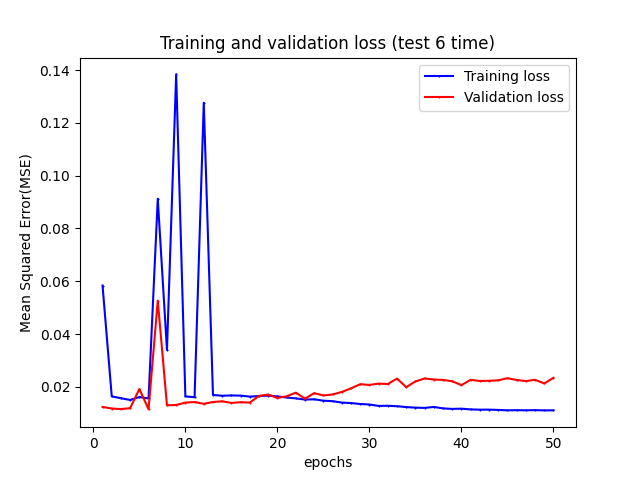 Training and validation loss (test 6 time)
Training loss
Validation loss
Mean Squared Error(MSE)
0.14
0.12
0.10
0.08
0.06
0.04
0.02
0 10 20 30 40 50
epochs